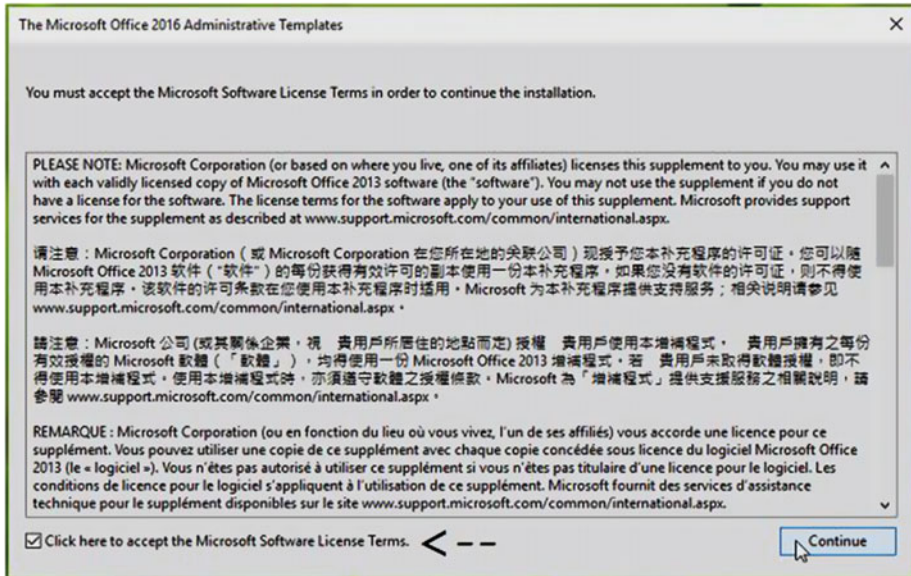 The Microsoft Office 2016 Administrative Templates
You must accept the Microsoft Software License Terms in order to continue the installation.
PLEASE NOTE: Microsoft Corporation (or based on where you live, one of its affiliates) licenses this supplement to you. You may use it
with each validly licensed copy of Microsoft Office 2013 software (the "software"). You may not use the supplement if you do not
have a license for the software. The license terms for the software apply to your use of this supplement. Microsoft provides support
services for the supplement as described at www.support.microsoft.com/common/international.aspx.
请注意：Microsoft Corporation（或 Microsoft Corporation 在您所在地的关联公司）现授予您本补充程序的许可证。您可以随
Microsoft Office 2013 软件（“软件”）的每份获得有效许可的副本使用一份本补充程序。如果您没有软件的许可证，则不得使
用本补充程序。该软件的许可条款在您使用本补充程序时适用。Microsoft 为本补充程序提供支持服务；相关说明请参见
www.support.microsoft.com/common/international.aspx。
請注意：Microsoft 公司 (或其關係企業，視　貴用戶所居住的地點而定) 授權　貴用戶使用本增補程式。　貴用戶擁有之每份
有效授權的 Microsoft 軟體（「軟體」），均得使用一份 Microsoft Office 2013 增補程式。若　貴用戶未取得軟體授權，即不
得使用本增補程式。使用本增補程式時，亦須遵守軟體之授權條款。Microsoft 為「增補程式」提供支援服務之相關說明，請
參閱 www.support.microsoft.com/common/international.aspx。
REMARQUE : Microsoft Corporation (ou en fonction du lieu où vous vivez, l'un de ses affiliés) vous accorde une licence pour ce
supplément. Vous pouvez utiliser une copie de ce supplément avec chaque copie concédée sous licence du logiciel Microsoft Office
2013 (le « logiciel »). Vous n'êtes pas autorisé à utiliser ce supplément si vous n'êtes pas titulaire d'une licence pour le logiciel. Les
conditions de licence pour le logiciel s'appliquent à l'utilisation de ce supplément. Microsoft fournit des services d'assistance
technique pour le supplément disponibles sur le site www.support.microsoft.com/common/international.aspx.
Click here to accept the Microsoft Software License Terms. < --
Continue